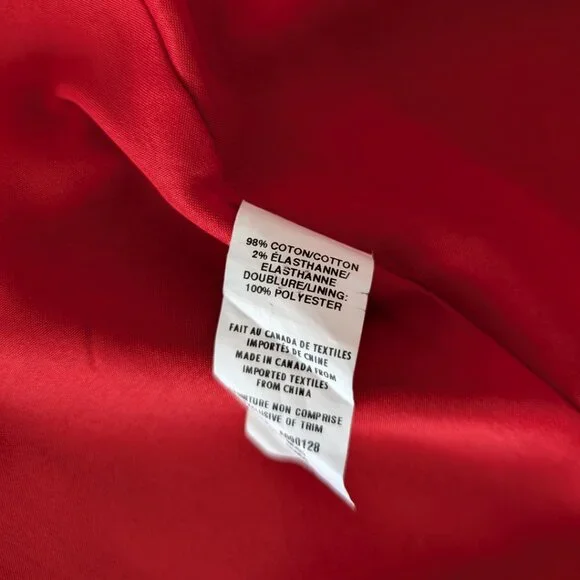 98% COTON/COTTON
2% ÉLASTHANNE/
ELASTHANNE
DOUBLURE/LINING:
100% POLYESTER
FAIT AU CANADA DE TEXTILES
IMPORTÉS DE CHINE
MADE IN CANADA FROM
IMPORTED TEXTILES
FROM CHINA
NON COMPRISE
OF TRIM